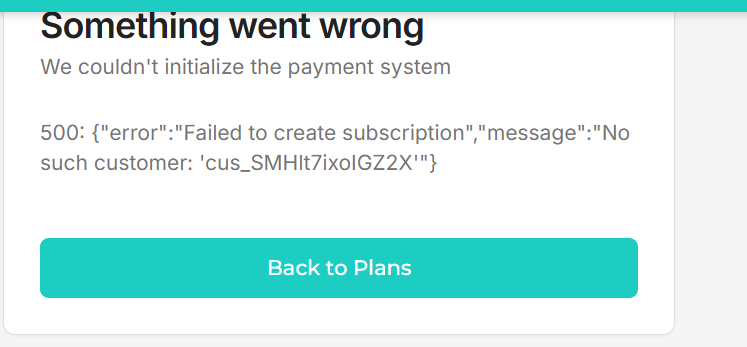 Something went wrong
We couldn't initialize the payment system
500: {"error":"Failed to create subscription","message":"No
such customer: 'cus_SMHIt7ixoIGZ2X'"}
Back to Plans